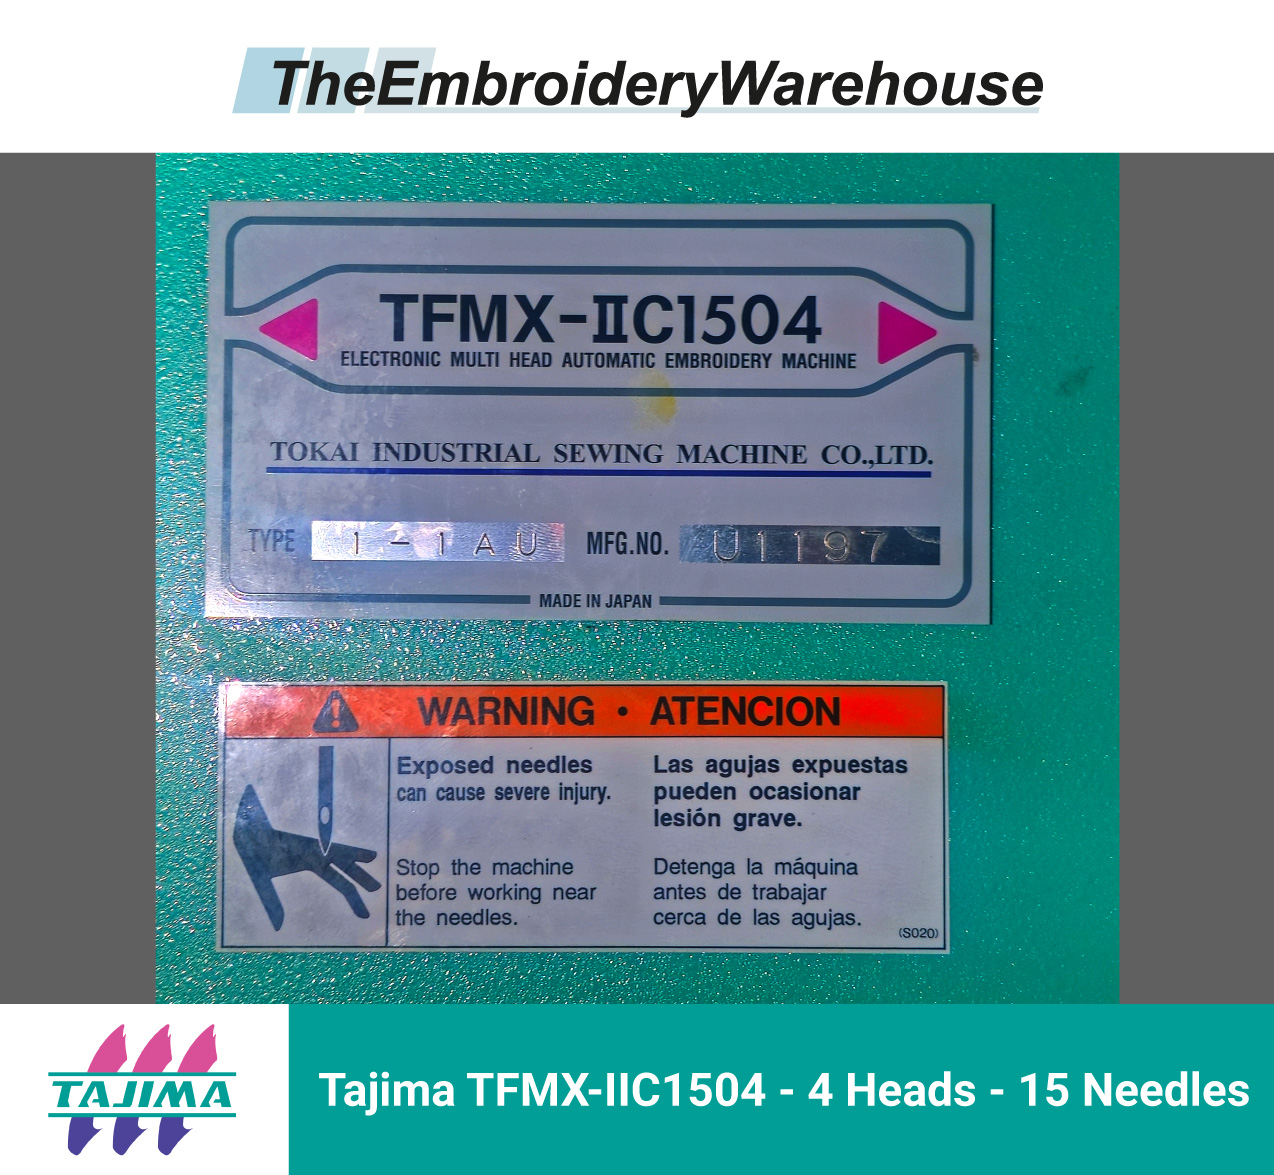 TheEmbroideryWarehouse
TFMX-IIC1504
ELECTRONIC MULTI HEAD AUTOMATIC EMBROIDERY MACHINE
TOKAI INDUSTRIAL SEWING MACHINE CO.,LTD.
TYPE 1-1AU MFG.NO. U1197
MADE IN JAPAN
WARNING • ATENCION
Exposed needles
can cause severe injury.
Stop the machine
before working near
the needles.
Las agujas expuestas
pueden ocasionar
lesión grave.
Detenga la máquina
antes de trabajar
cerca de las agujas.
(S020)
TAJIMA
Tajima TFMX-IIC1504 - 4 Heads - 15 Needles